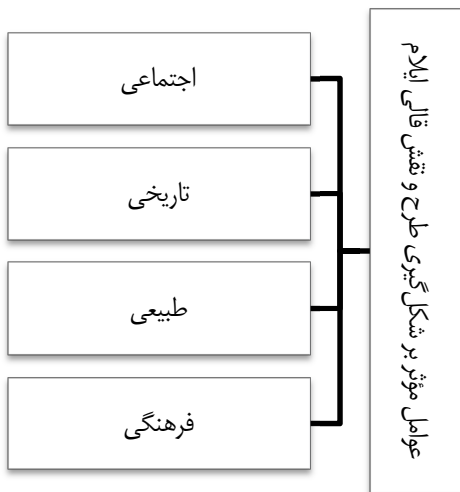 عوامل مؤثر بر شکل‌گیری طرح و نقش قالی ایلام
اجتماعی
تاریخی
طبیعی
فرهنگی